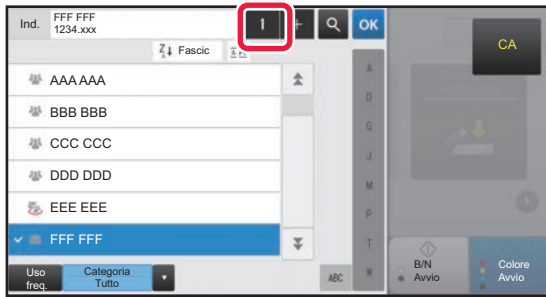 Ind.
FFF FFF
1234.xxx
1
+
OK
CA
Z
A
Fascic
AAA AAA
BBB BBB
CCC CCC
DDD DDD
EEE EEE
FFF FFF
A
D
G
J
M
P
T
W
ABC
Uso
freq.
Categoria
Tutto
B/N
Avvio
Colore
Avvio